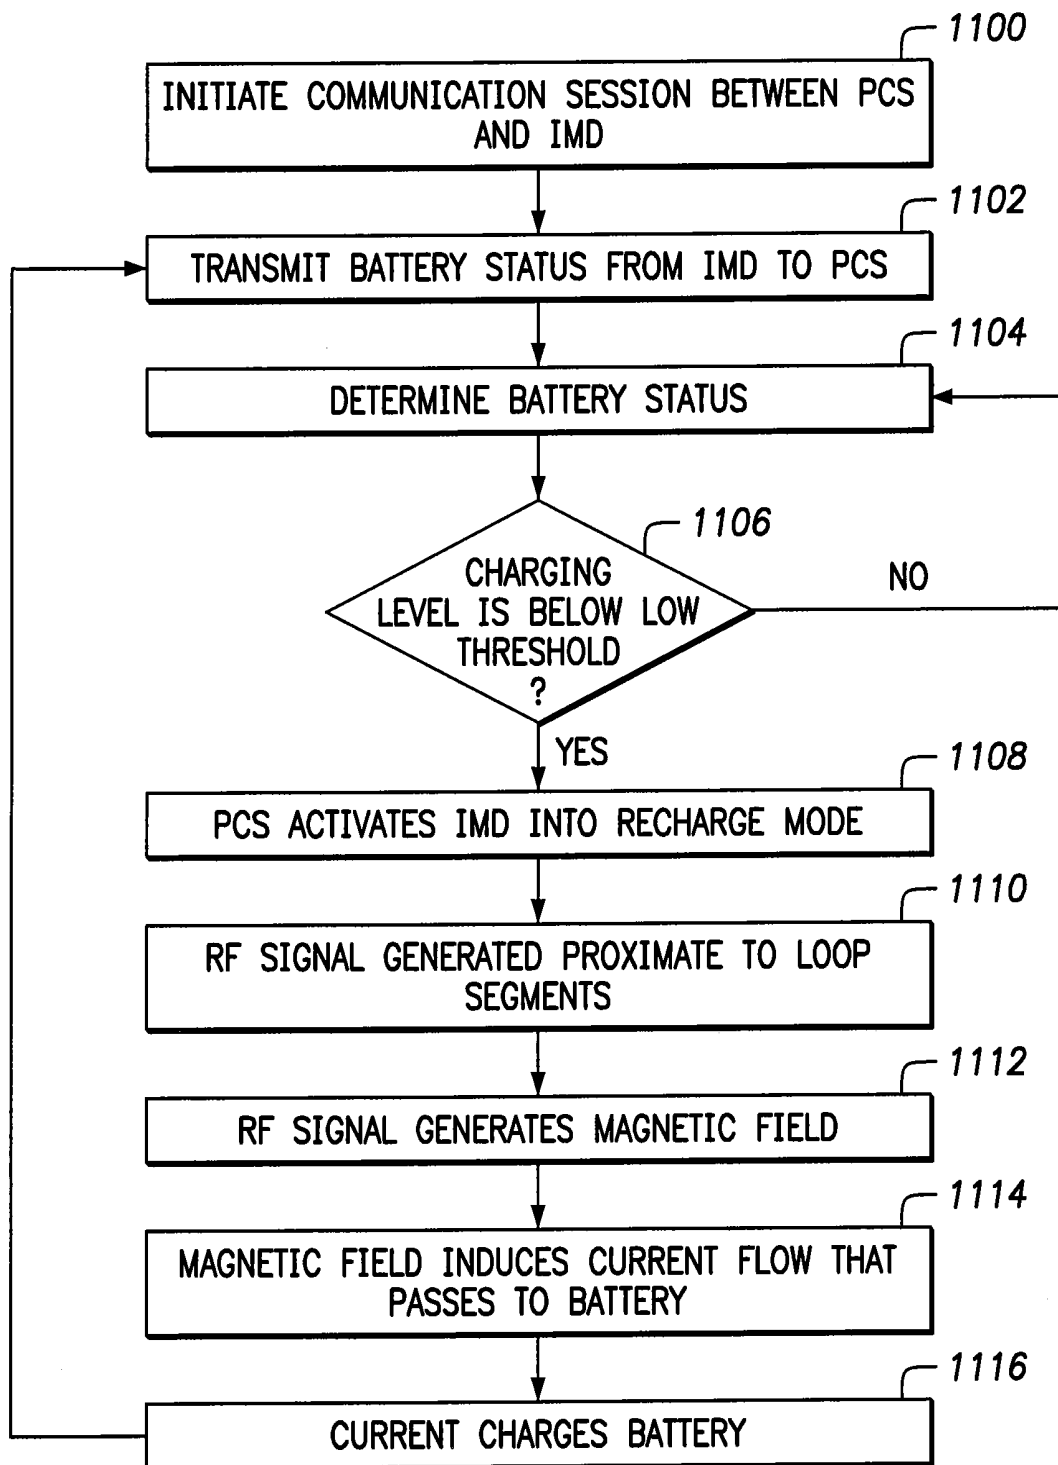 1100
INITIATE COMMUNICATION SESSION BETWEEN PCS
AND IMD
1102
TRANSMIT BATTERY STATUS FROM IMD TO PCS
1104
DETERMINE BATTERY STATUS
1106
CHARGING
LEVEL IS BELOW LOW
THRESHOLD
?
NO
YES
1108
PCS ACTIVATES IMD INTO RECHARGE MODE
1110
RF SIGNAL GENERATED PROXIMATE TO LOOP
SEGMENTS
1112
RF SIGNAL GENERATES MAGNETIC FIELD
1114
MAGNETIC FIELD INDUCES CURRENT FLOW THAT
PASSES TO BATTERY
1116
CURRENT CHARGES BATTERY